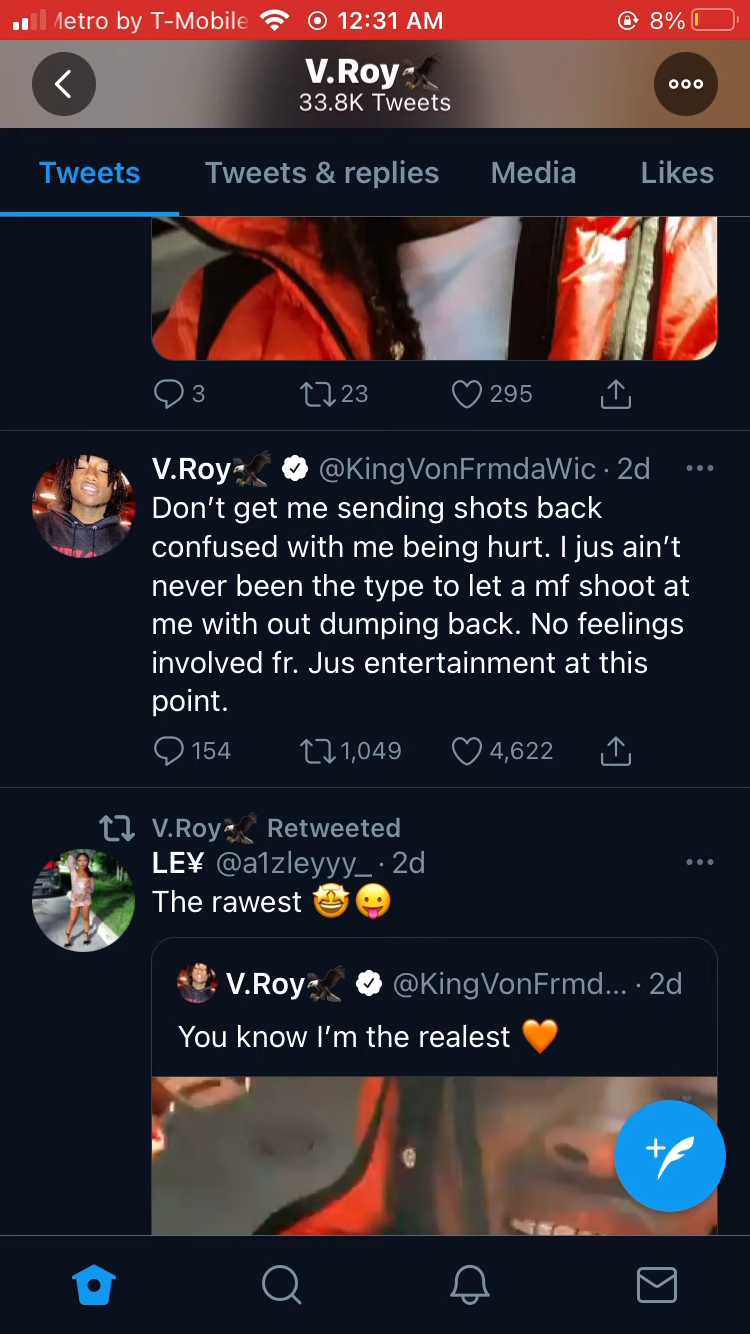 Metro by T-Mobile 12:31 AM 8%
V.Roy🦅
33.8K Tweets
Tweets Tweets & replies Media Likes
3 23 295
V.Roy🦅 @KingVonFrmdaWic · 2d
Don’t get me sending shots back
confused with me being hurt. I jus ain’t
never been the type to let a mf shoot at
me with out dumping back. No feelings
involved fr. Jus entertainment at this
point.
154 1,049 4,622
V.Roy🦅 Retweeted
LE¥ @a1zleyyy_ · 2d
The rawest 🤩😛
V.Roy🦅 @KingVonFrmd... · 2d
You know I’m the realest 🧡